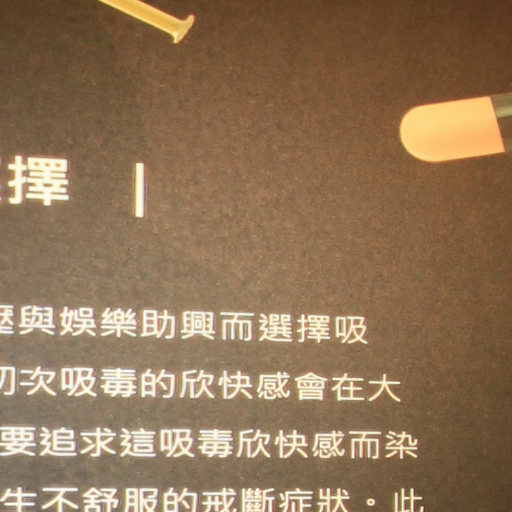 擇 |
壓與娛樂助興而選擇吸
初次吸毒的欣快感會在大
要追求這吸毒欣快感而染
生不舒服的戒斷症狀。此